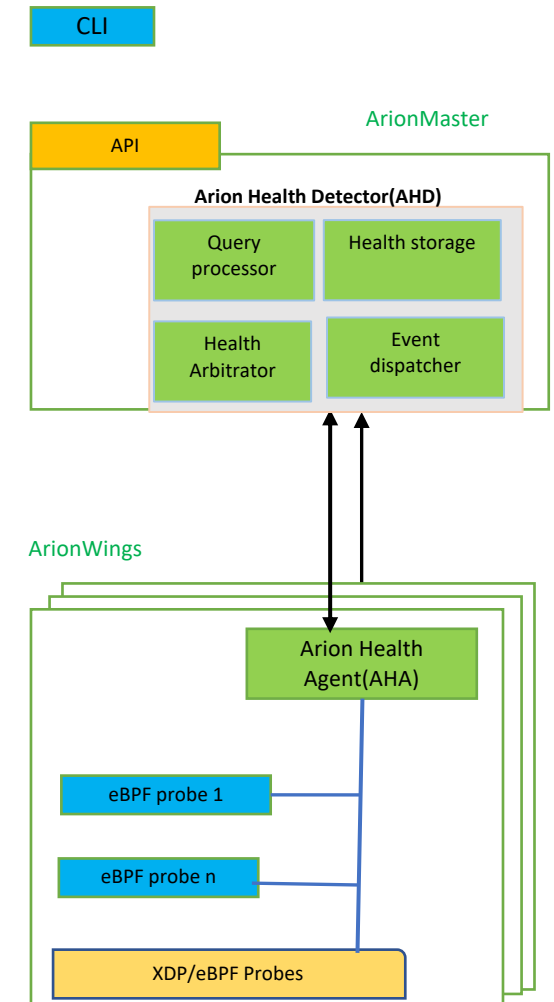 CLI
ArionMaster
API
Arion Health Detector(AHD)
Query
processor
Health storage
Health
Arbitrator
Event
dispatcher
ArionWings
Arion Health
Agent(AHA)
eBPF probe 1
eBPF probe n
XDP/eBPF Probes